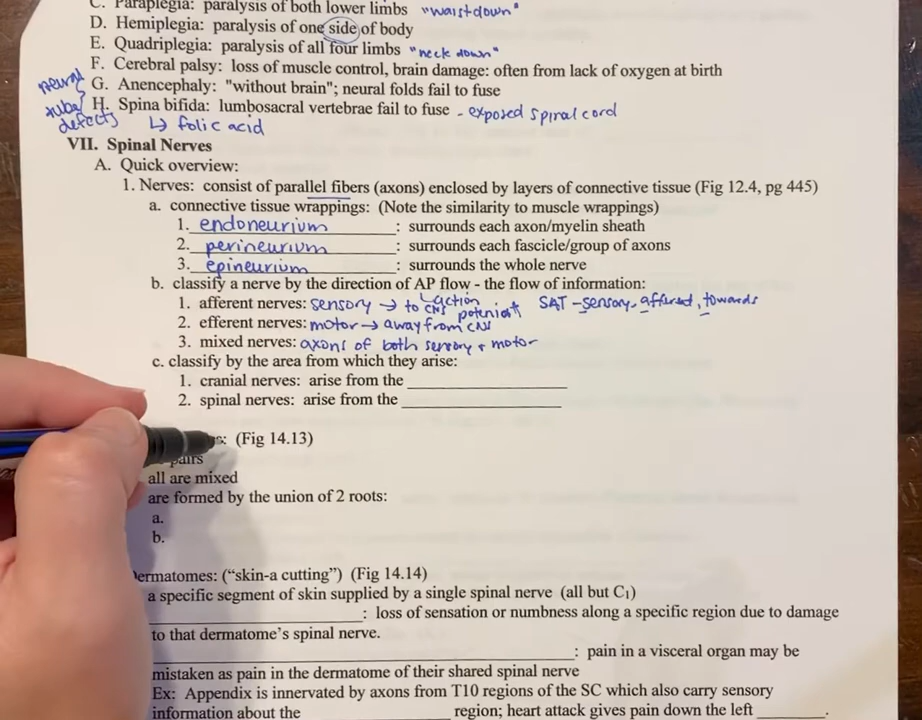 C. Paraplegia: paralysis of both lower limbs "waist down"
D. Hemiplegia: paralysis of one side of body
E. Quadriplegia: paralysis of all four limbs "neck down"
F. Cerebral palsy: loss of muscle control, brain damage: often from lack of oxygen at birth
neural tube defects
G. Anencephaly: "without brain"; neural folds fail to fuse
H. Spina bifida: lumbosacral vertebrae fail to fuse - exposed spiral cord
↳ folic acid
VII. Spinal Nerves
A. Quick overview:
1. Nerves: consist of parallel fibers (axons) enclosed by layers of connective tissue (Fig 12.4, pg 445)
a. connective tissue wrappings: (Note the similarity to muscle wrappings)
1. endoneurium: surrounds each axon/myelin sheath
2. perineurium: surrounds each fascicle/group of axons
3. epineurium: surrounds the whole nerve
b. classify a nerve by the direction of AP flow - the flow of information:
↳ action potenials
1. afferent nerves: sensory → to CNS SAT - sensory, afferent, towards
2. efferent nerves: motor → away from CNS
3. mixed nerves: axons of both sensory + motor
c. classify by the area from which they arise:
1. cranial nerves: arise from the ____
2. spinal nerves: arise from the ____
s: (Fig 14.13)
pairs
all are mixed
are formed by the union of 2 roots:
a.
b.
ermatomes: ("skin-a cutting") (Fig 14.14)
a specific segment of skin supplied by a single spinal nerve (all but C₁)
____: loss of sensation or numbness along a specific region due to damage
to that dermatome's spinal nerve.
____: pain in a visceral organ may be
mistaken as pain in the dermatome of their shared spinal nerve
Ex: Appendix is innervated by axons from T10 regions of the SC which also carry sensory
information about the ____ region; heart attack gives pain down the left ____.